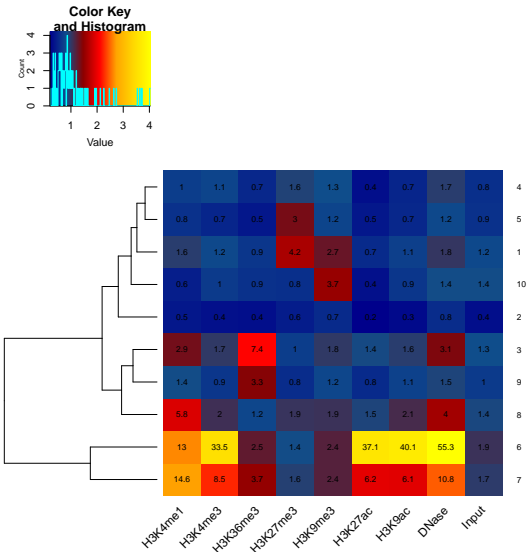 Color Key
and Histogram
Count
0 1 2 3 4
1 2 3 4
Value
1 1.1 0.7 1.6 1.3 0.4 0.7 1.7 0.8 4
0.8 0.7 0.5 3 1.2 0.5 0.7 1.2 0.9 5
1.6 1.2 0.9 4.2 2.7 0.7 1.1 1.8 1.2 1
0.6 1 0.9 0.8 3.7 0.4 0.9 1.4 1.4 10
0.5 0.4 0.4 0.6 0.7 0.3 0.8 0.4 2
2.9 1.7 7.4 1 1.8 1.4 1.6 3.1 1.3 3
1.4 0.9 3.3 0.8 1.2 0.8 1.1 1.5 1 9
5.8 2 1.2 1.9 1.9 1.5 2.1 4 1.4 8
13 33.5 2.5 1.4 2.4 37.1 40.1 55.3 1.9 6
14.6 8.5 3.7 1.6 2.4 6.2 6.1 10.8 1.7 7
H3K4me1 H3K4me3 H3K36me3 H3K27me3 H3K9me3 H3K27ac H3K9ac DNase Input